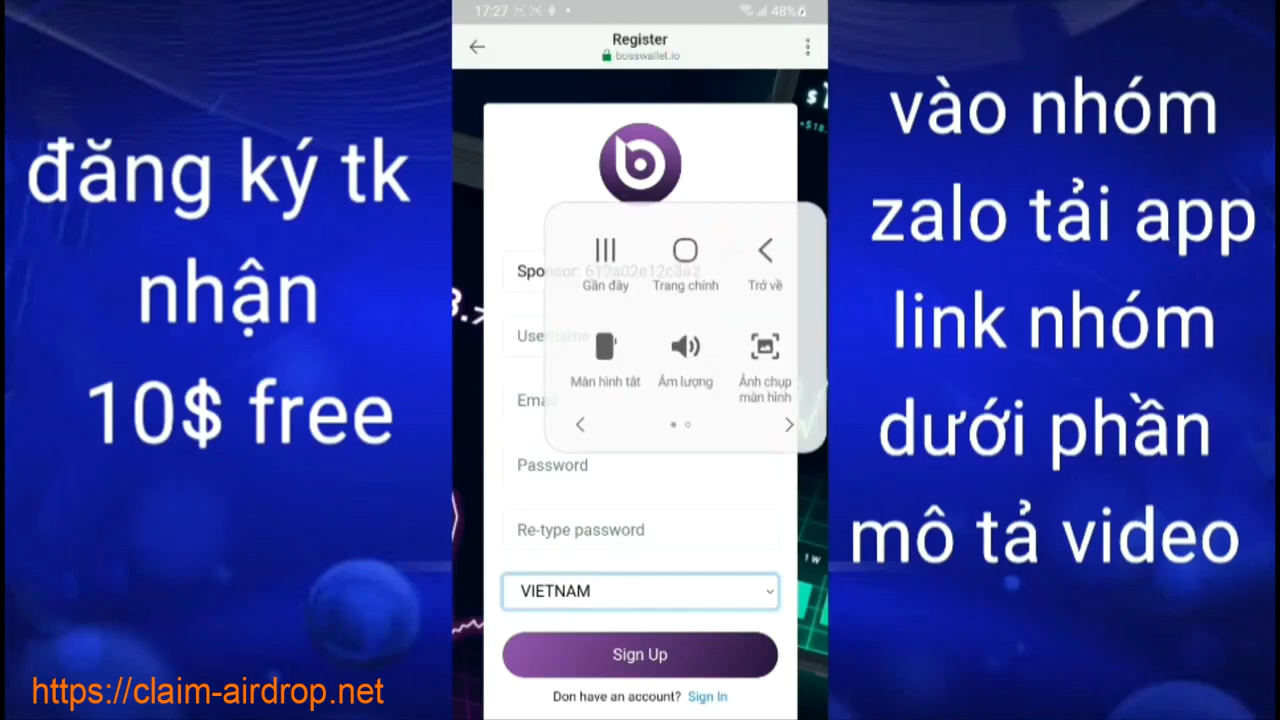 đăng ký tk
nhận
10$ free
https://claim-airdrop.net
17:27
48%
Register
bosswallet.io
Sponsor: 612a02e12c3a2
Gần đây
Trang chính
Trở về
Username
Màn hình tắt
Âm lượng
Ảnh chụp
màn hình
Email
Password
Re-type password
VIETNAM
Sign Up
Don have an account? Sign In
$
1W
vào nhóm
zalo tải app
link nhóm
dưới phần
mô tả video